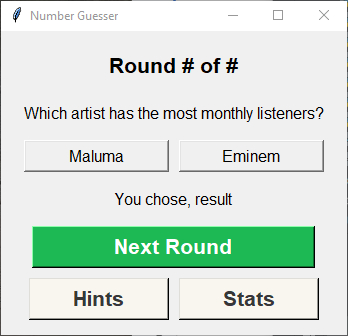 Number Guesser
Round # of #
Which artist has the most monthly listeners?
Maluma Eminem
You chose, result
Next Round
Hints Stats